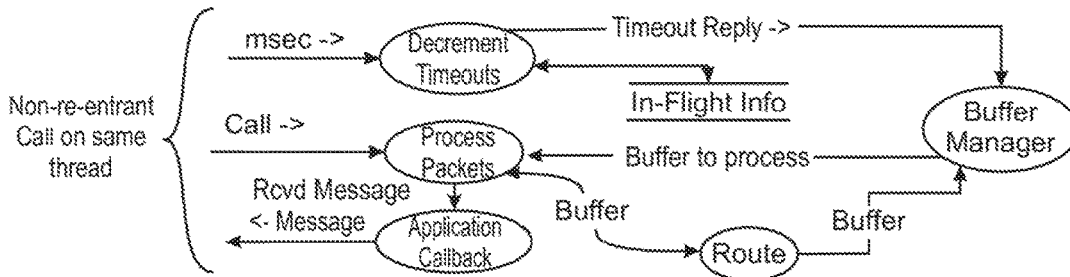 msec ->
Decrement
Timeouts
Timeout Reply ->
In-Flight Info
Non-re-entrant
Call on same
thread
Call ->
Process
Packets
Buffer to process
Buffer
Manager
Rcvd Message
<- Message
Application
Callback
Buffer
Route
Buffer